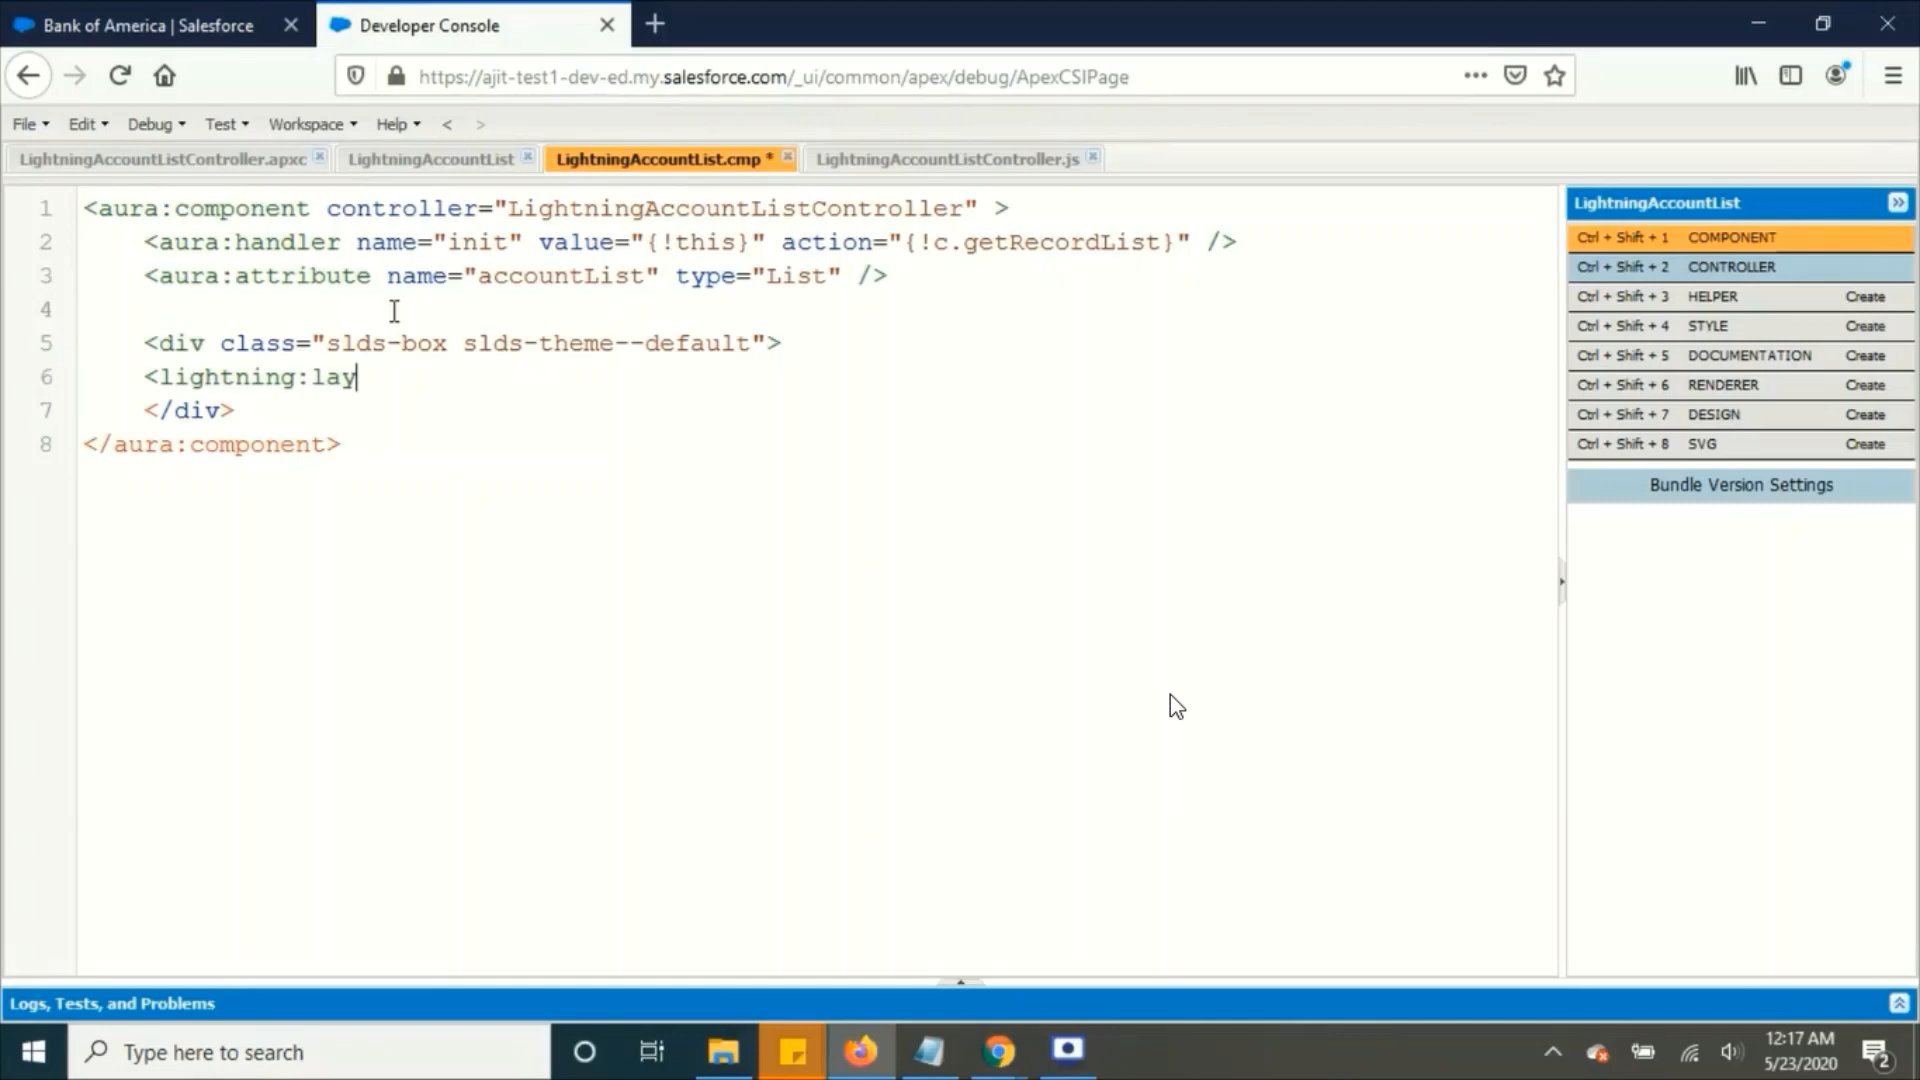 Bank of America | Salesforce
Developer Console
https://ajit-test1-dev-ed.my.salesforce.com/_ui/common/apex/debug/ApexCSIPage
File Edit Debug Test Workspace Help < >
LightningAccountListController.apxc LightningAccountList LightningAccountList.cmp * LightningAccountListController.js
1 <aura:component controller="LightningAccountListController" >
2 <aura:handler name="init" value="{!this}" action="{!c.getRecordList}" />
3 <aura:attribute name="accountList" type="List" />
4
5 <div class="slds-box slds-theme--default">
6 <lightning:lay
7 </div>
8 </aura:component>
LightningAccountList
Ctrl + Shift + 1 COMPONENT
Ctrl + Shift + 2 CONTROLLER
Ctrl + Shift + 3 HELPER Create
Ctrl + Shift + 4 STYLE Create
Ctrl + Shift + 5 DOCUMENTATION Create
Ctrl + Shift + 6 RENDERER Create
Ctrl + Shift + 7 DESIGN Create
Ctrl + Shift + 8 SVG Create
Bundle Version Settings
Logs, Tests, and Problems
Type here to search
12:17 AM
5/23/2020
2